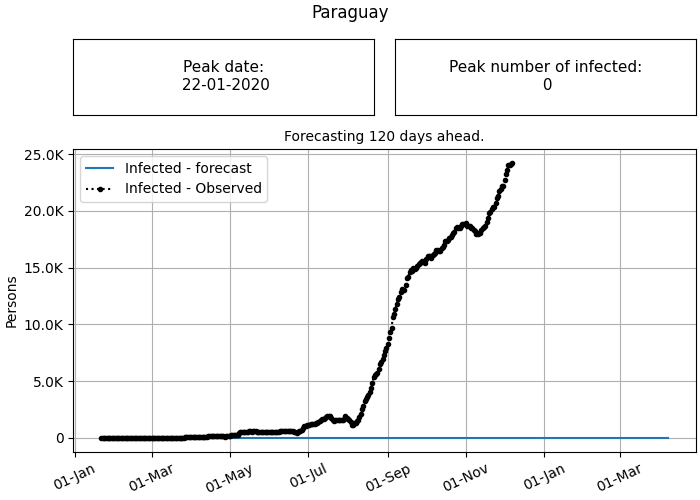 Paraguay
Peak date:
22-01-2020
Peak number of infected:
0
Forecasting 120 days ahead.
Infected - forecast
Infected - Observed
Persons
25.0K
20.0K
15.0K
10.0K
5.0K
0
01-Jan
01-Mar
01-May
01-Jul
01-Sep
01-Nov
01-Jan
01-Mar